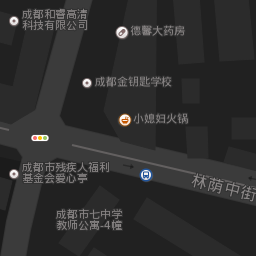 成都和睿高清
科技有限公司
德馨大药房
成都金钥匙学校
小媳妇火锅
成都市残疾人福利
基金会爱心亭
林荫中街
成都市七中学
教师公寓-4幢